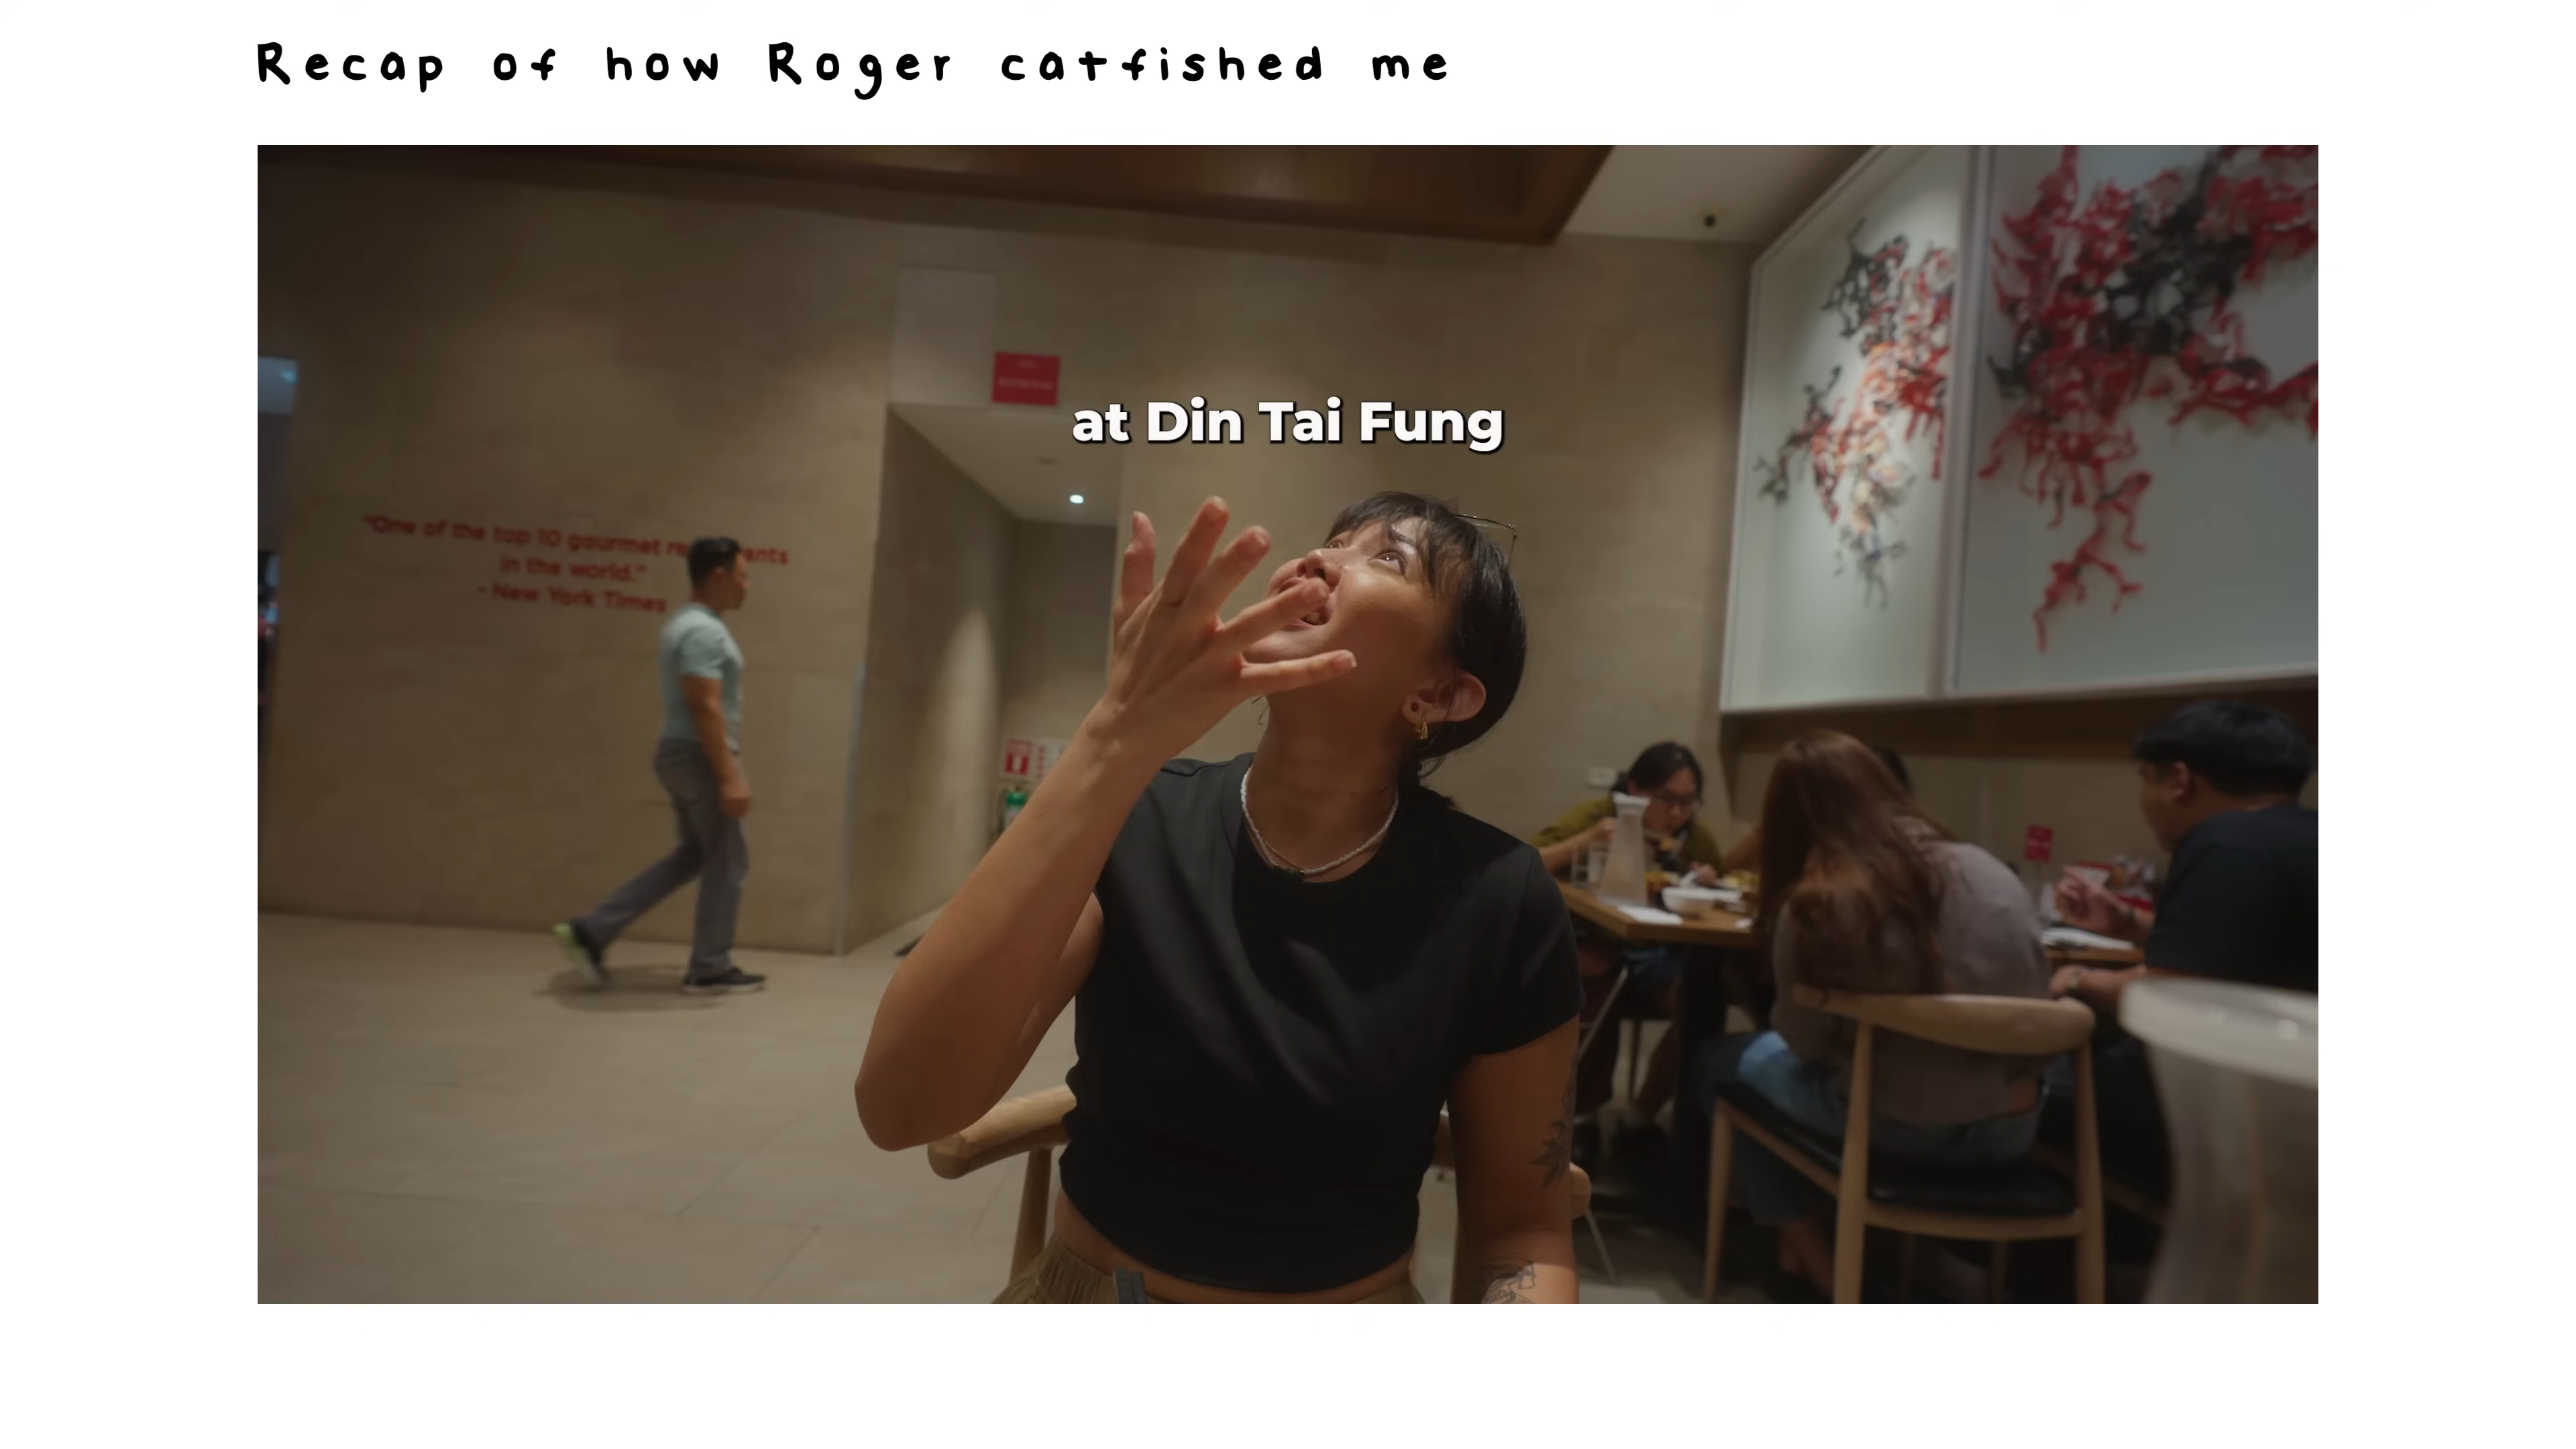 Recap of how Roger catfished me
at Din Tai Fung
"One of the top 10 gourmet re ants
in the world."
- New York Times